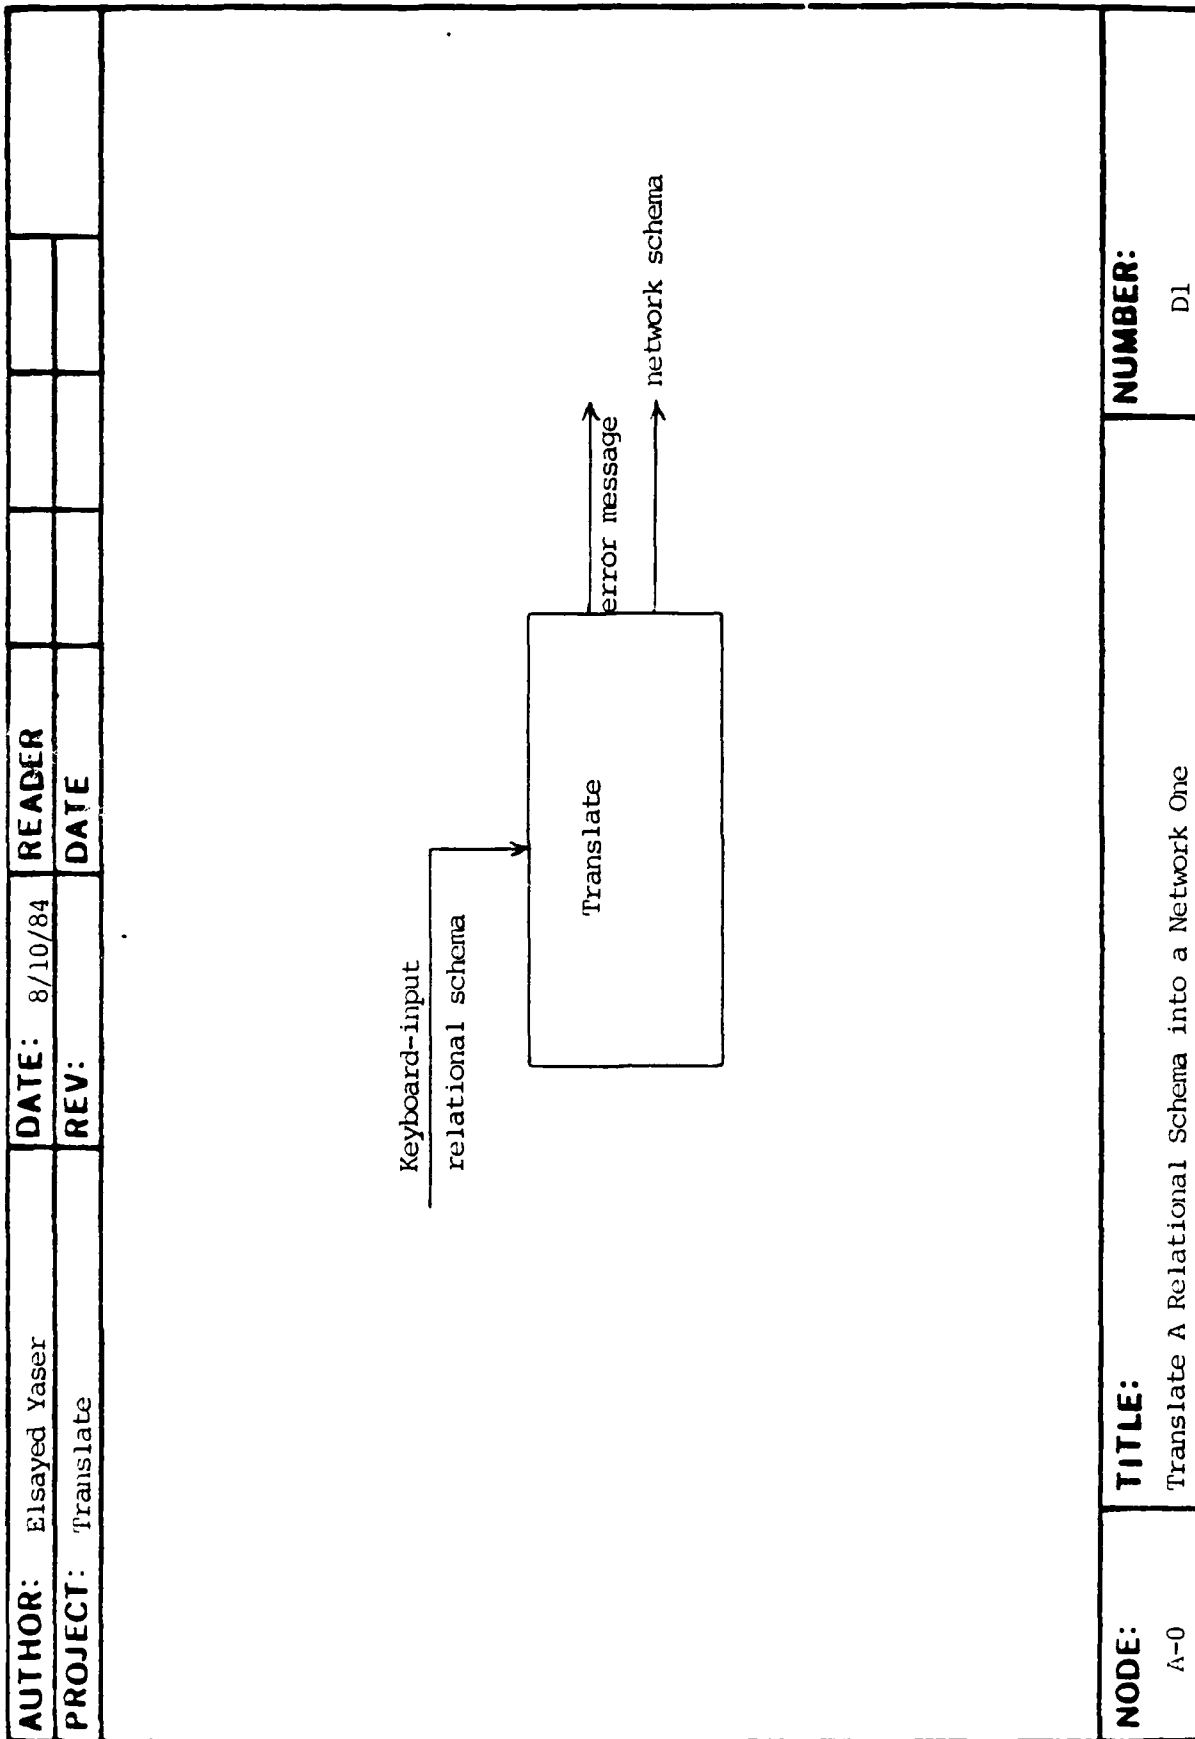 AUTHOR: Elsayed Yaser DATE: 8/10/84 READER
PROJECT: Translate REV: DATE
Keyboard-input
relational schema
Translate
error message
network schema
NODE: TITLE: NUMBER:
A-0 Translate A Relational Schema into a Network One D1